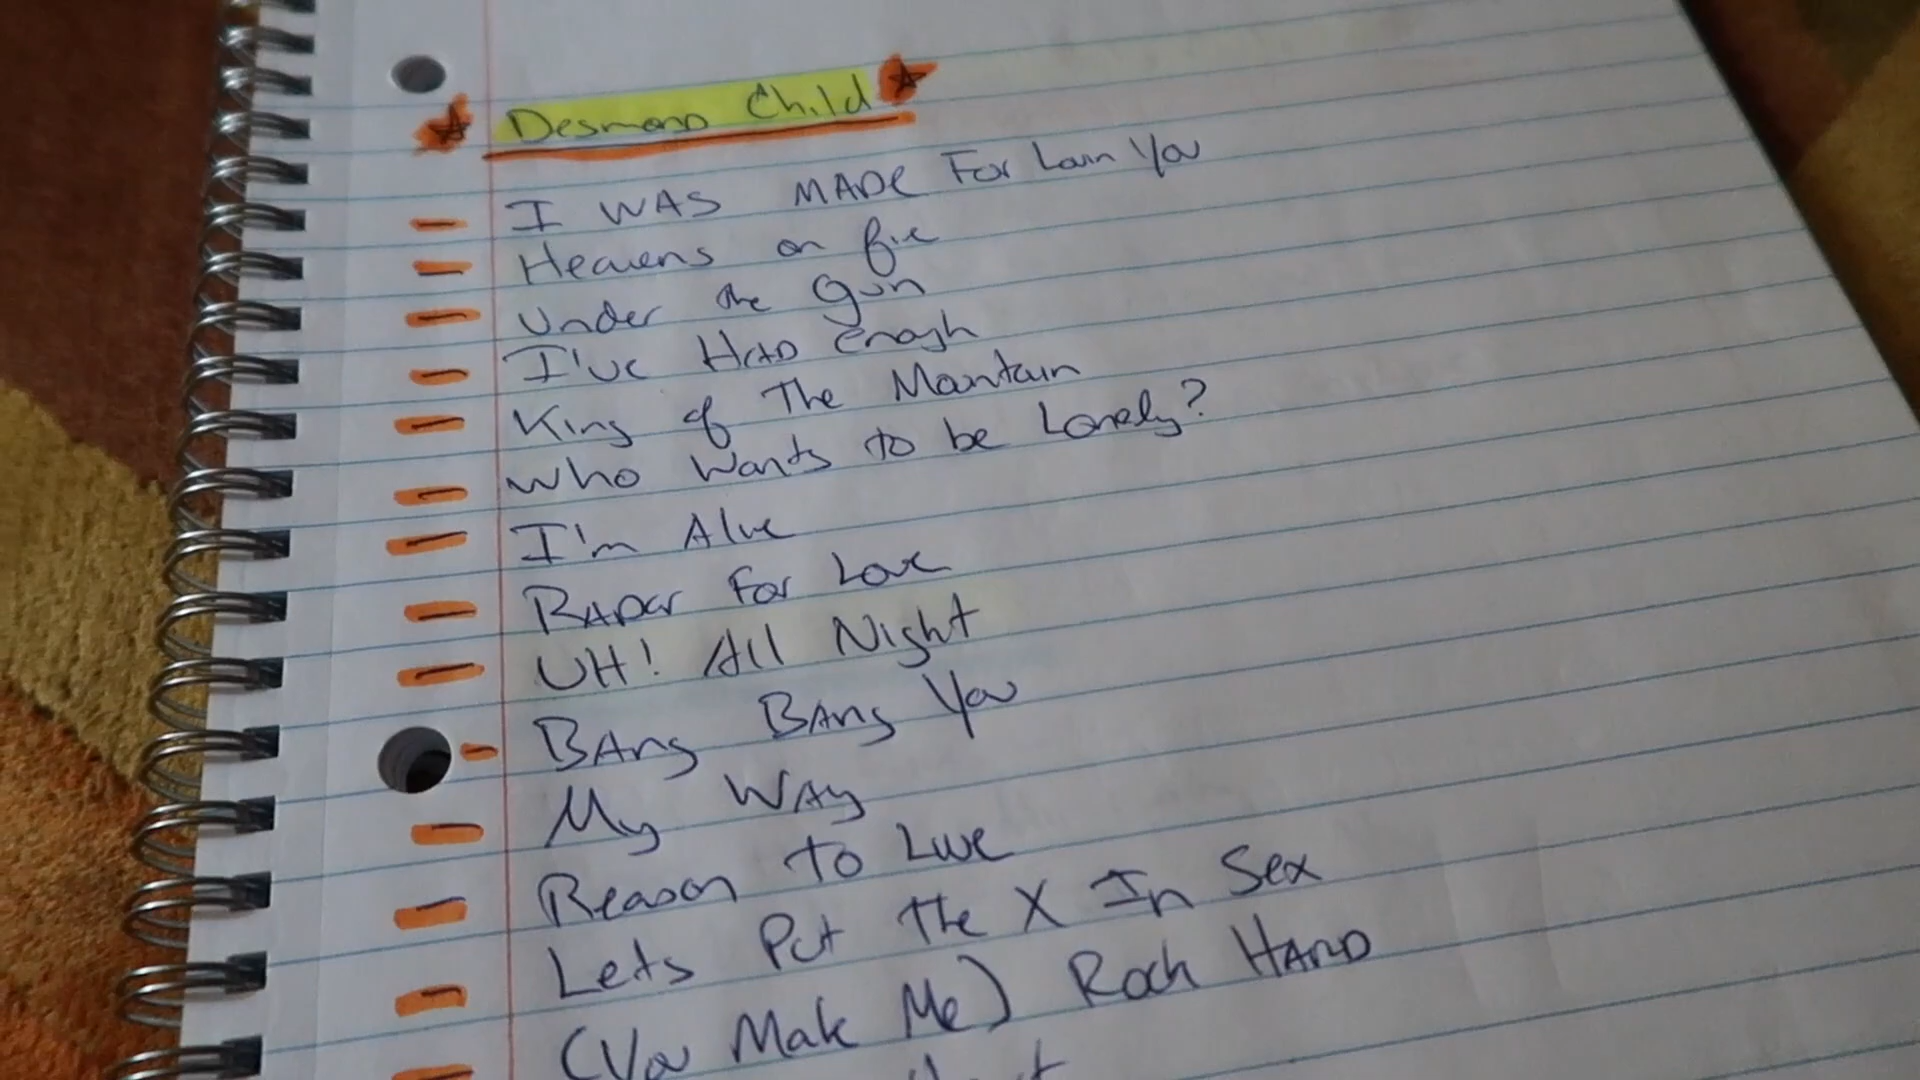 Desmond Child
I WAS MADE For Lovin You
Heavens on fire
Under the Gun
I've HAD Enough
King of The Mountain
Who Wants to be Lonely?
I'm Alive
RADAR For Love
UH! All Night
BAng BAng You
My WAy
Reason to Live
Lets Put the X In Sex
(You Make Me) Rock HARD